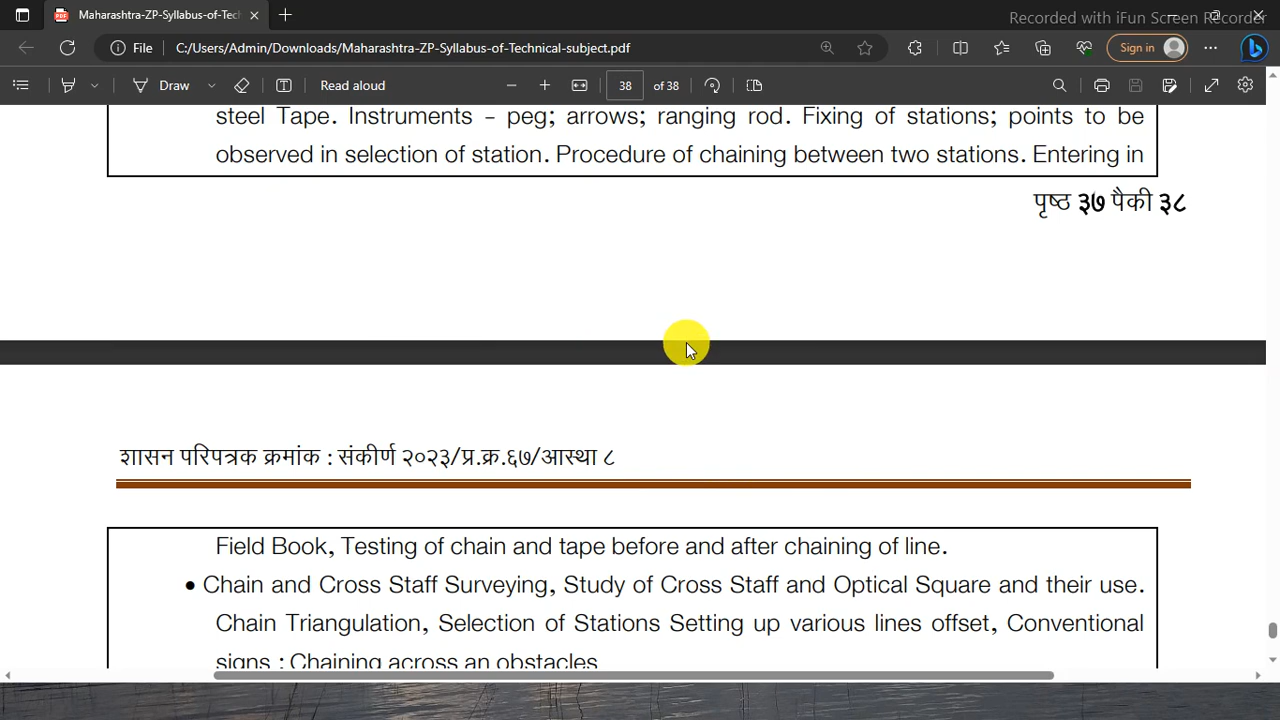 Maharashtra-ZP-Syllabus-of-Tech
Recorded with iFun Screen Recorder
File
C:/Users/Admin/Downloads/Maharashtra-ZP-Syllabus-of-Technical-subject.pdf
Sign in
Draw
Read aloud
38 of 38
steel Tape. Instruments - peg; arrows; ranging rod. Fixing of stations; points to be
observed in selection of station. Procedure of chaining between two stations. Entering in
पृष्ठ ३७ पैकी ३८
शासन परिपत्रक क्रमांक : संकीर्ण २०२३/प्र.क्र.६७/आस्था ८
Field Book, Testing of chain and tape before and after chaining of line.
• Chain and Cross Staff Surveying, Study of Cross Staff and Optical Square and their use.
Chain Triangulation, Selection of Stations Setting up various lines offset, Conventional
signs : Chaining across an obstacles